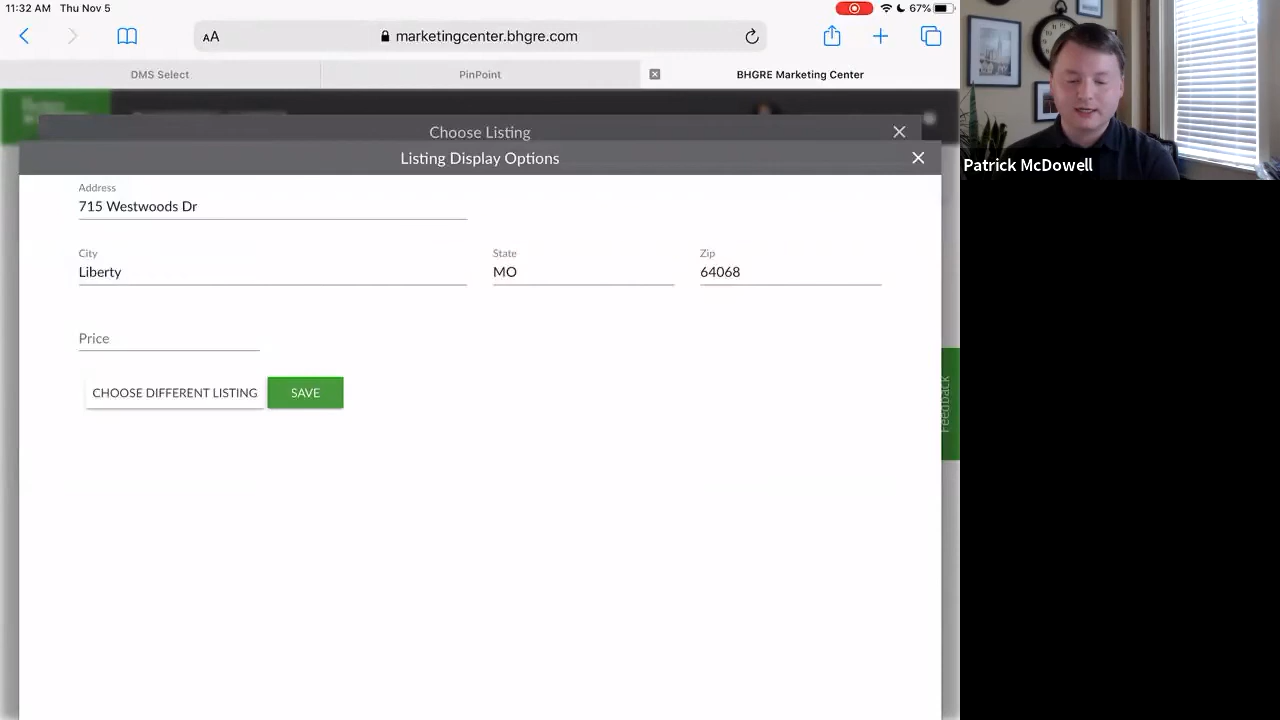 11:32 AM Thu Nov 5
67%
AA
marketingcenter.bhgre.com
DMS Select
PinPoint
BHGRE Marketing Center
Choose Listing
Listing Display Options
Address
715 Westwoods Dr
City
State
Zip
Liberty
MO
64068
Price
CHOOSE DIFFERENT LISTING
SAVE
Feedback
Patrick McDowell